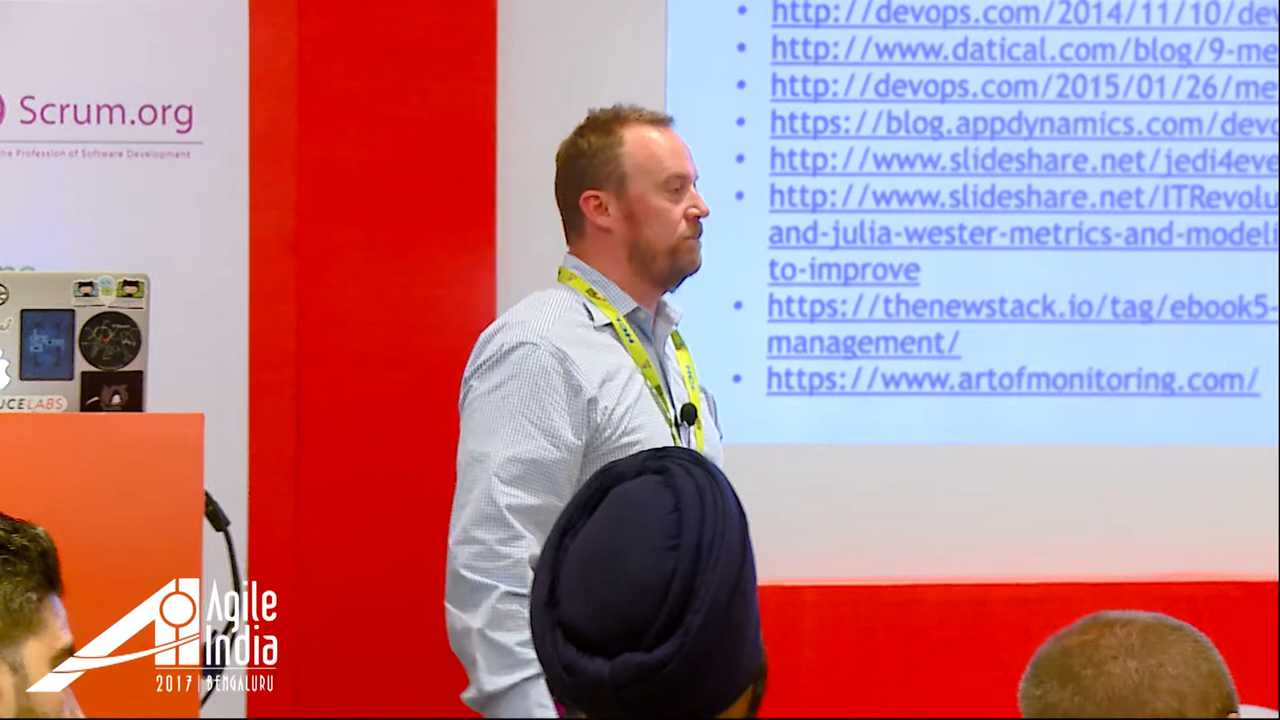 Scrum.org
the Profession of Software Development
UCELABS
http://devops.com/2014/11/10/de
http://www.datical.com/blog/9-me
http://devops.com/2015/01/26/me
https://blog.appdynamics.com/devo
http://www.slideshare.net/jedi4eve
http://www.slideshare.net/ITRevolu
and-julia-wester-metrics-and-modeli
to-improve
https://thenewstack.io/tag/ebook5-
management/
https://www.artofmonitoring.com/
Agile
India
2017 | BENGALURU